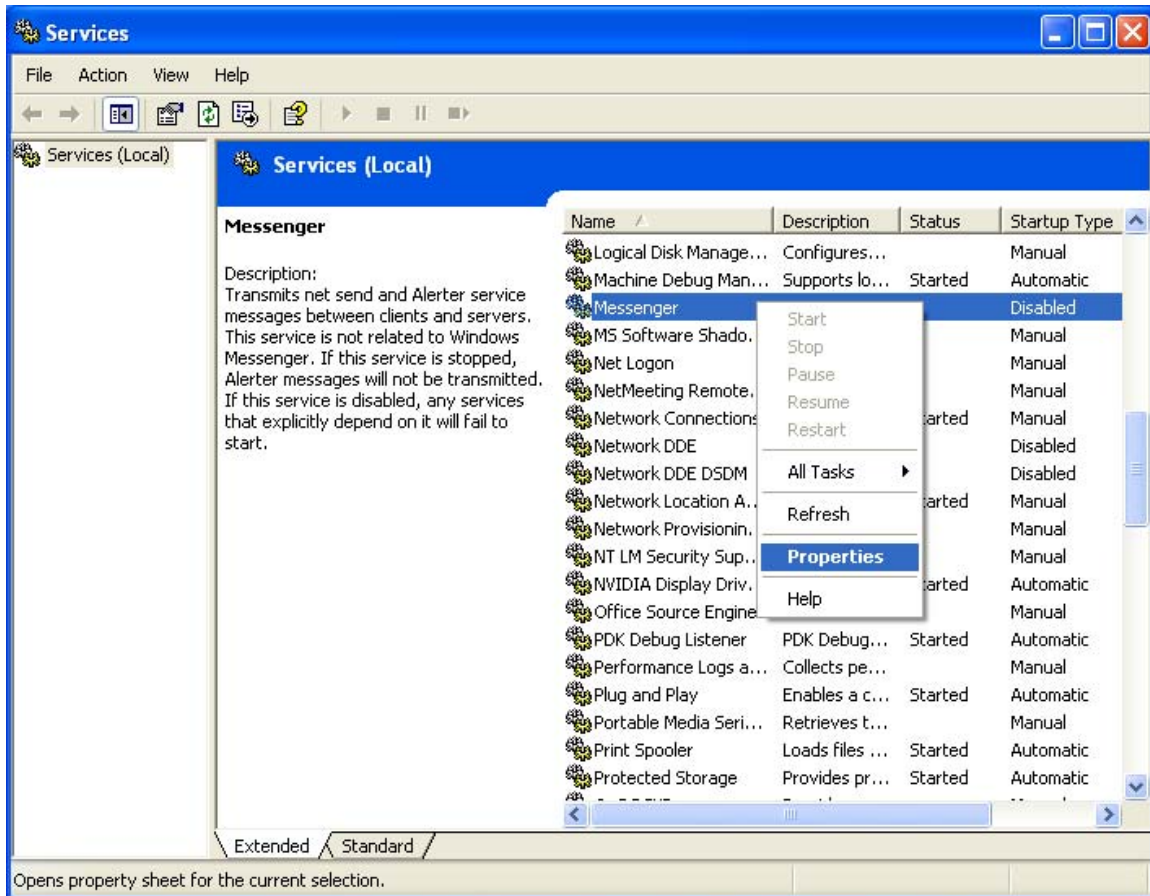 Services
File Action View Help
Services (Local)
Services (Local)
Messenger
Description:
Transmits net send and Alerter service
messages between clients and servers.
This service is not related to Windows
Messenger. If this service is stopped,
Alerter messages will not be transmitted.
If this service is disabled, any services
that explicitly depend on it will fail to
start.
Name Description Status Startup Type
Logical Disk Manage... Configures... Manual
Machine Debug Man... Supports lo... Started Automatic
Messenger Disabled
MS Software Shado. Manual
Net Logon Manual
NetMeeting Remote. Manual
Network Connections arted Manual
Network DDE Disabled
Network DDE DSDM Disabled
Network Location A.. arted Manual
Network Provisionin. Manual
NT LM Security Sup.. Manual
NVIDIA Display Driv. arted Automatic
Office Source Engine Manual
PDK Debug Listener PDK Debug... Started Automatic
Performance Logs a... Collects pe... Manual
Plug and Play Enables a c... Started Automatic
Portable Media Seri... Retrieves t... Manual
Print Spooler Loads files ... Started Automatic
Protected Storage Provides pr... Started Automatic
Start
Stop
Pause
Resume
Restart
All Tasks
Refresh
Properties
Help
Extended Standard
Opens property sheet for the current selection.